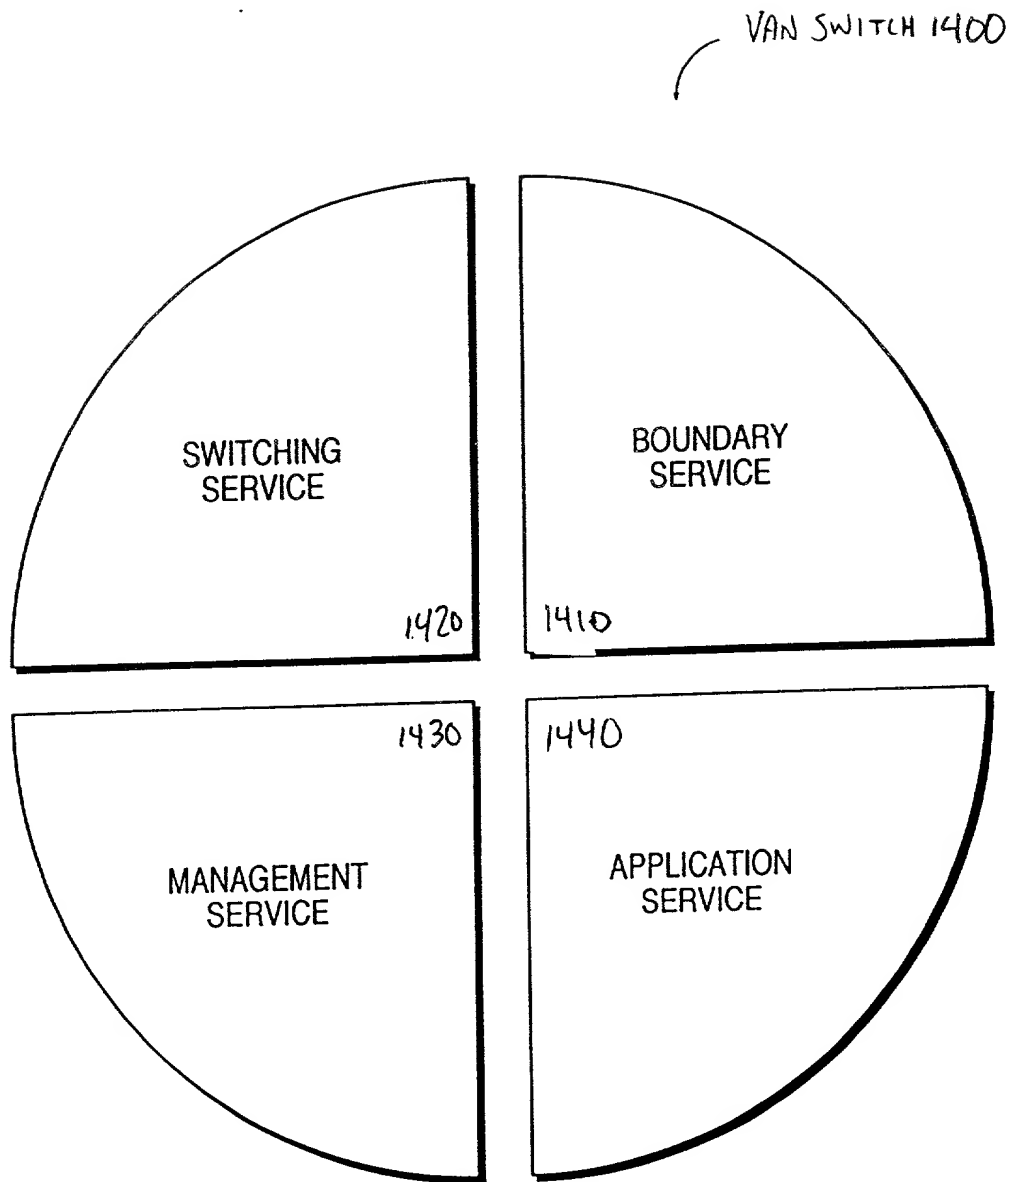 VAN SWITCH 1400
SWITCHING
SERVICE
1420
BOUNDARY
SERVICE
1410
MANAGEMENT
SERVICE
1430
APPLICATION
SERVICE
1440